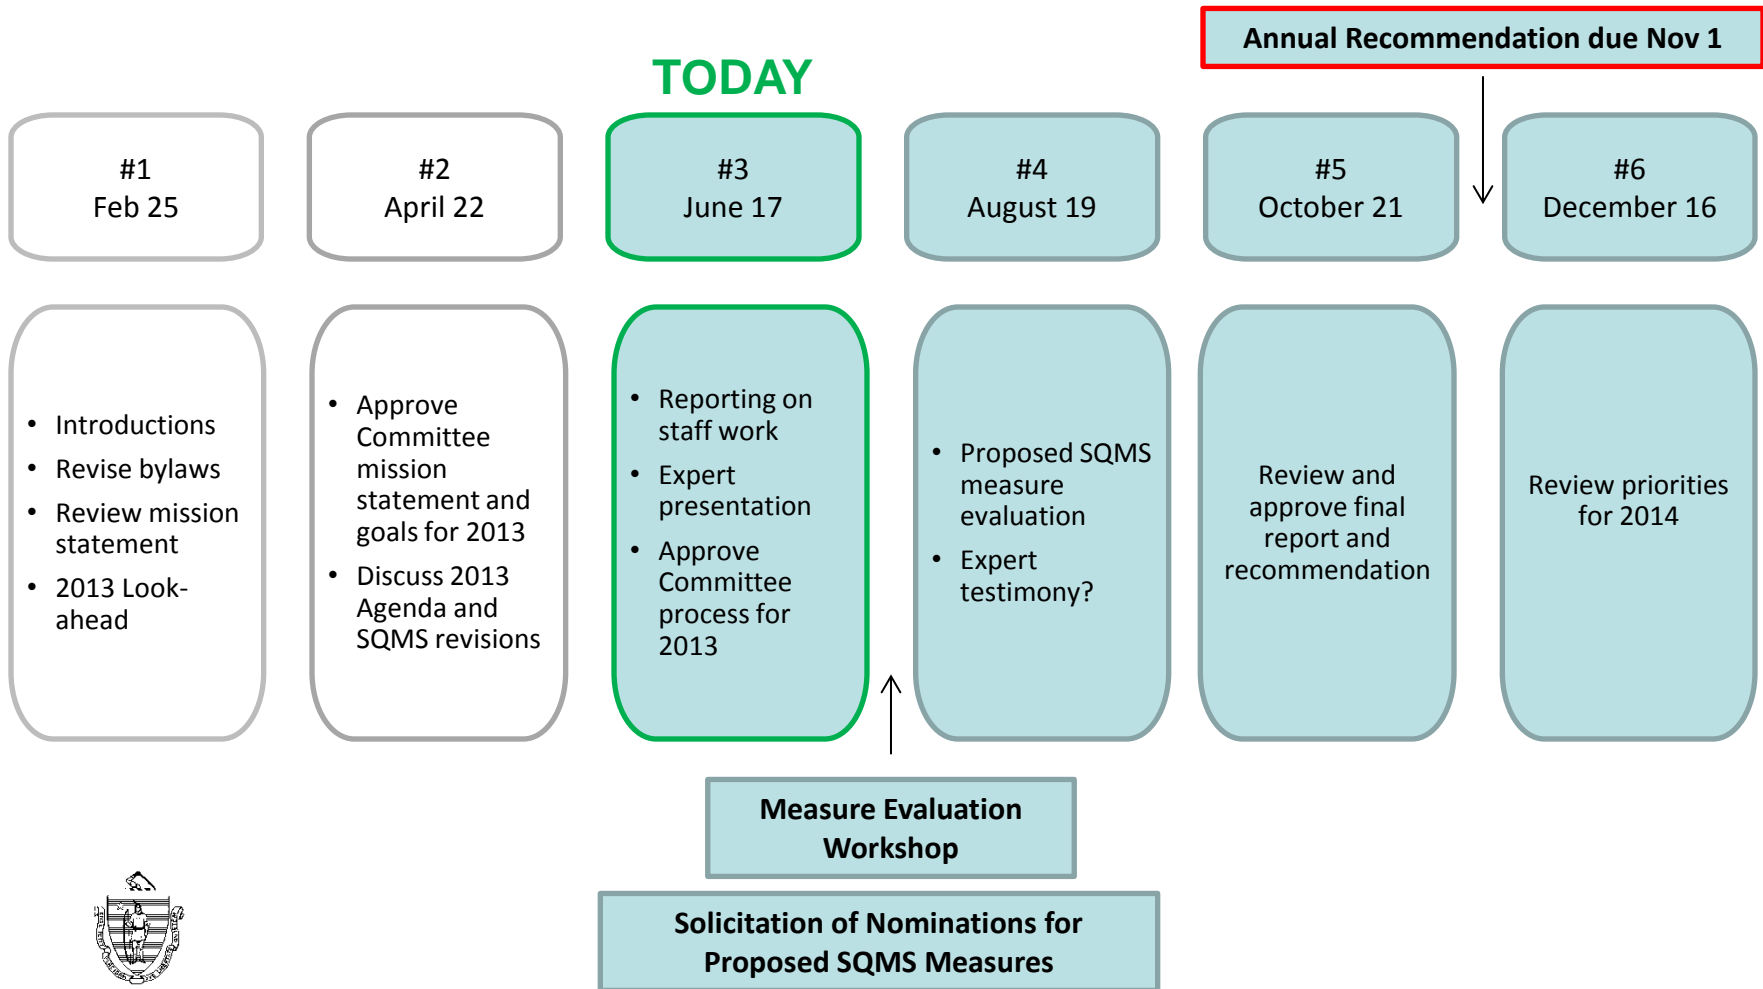 Annual Recommendation due Nov 1
TODAY
#1
Feb 25
#2
April 22
#3
June 17
#4
August 19
#5
October 21
#6
December 16
• Introductions
• Revise bylaws
• Review mission
statement
• 2013 Look-
ahead
• Approve
Committee
mission
statement and
goals for 2013
• Discuss 2013
Agenda and
SQMS revisions
• Reporting on
staff work
• Expert
presentation
• Approve
Committee
process for
2013
• Proposed SQMS
measure
evaluation
• Expert
testimony?
Review and
approve final
report and
recommendation
Review priorities
for 2014
Measure Evaluation
Workshop
Solicitation of Nominations for
Proposed SQMS Measures